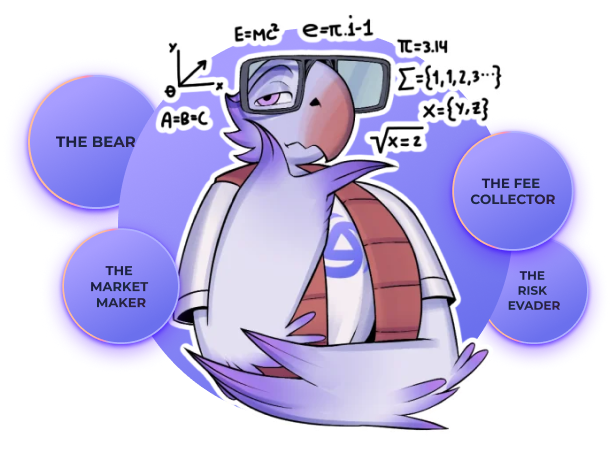 E=MC²
e=π.i-1
π=3.14
Y
Θ
X
Σ={1,1,2,3...}
A=B=C
X={Y,Z}
√X=2
THE BEAR
THE FEE
COLLECTOR
THE
MARKET
MAKER
THE
RISK
EVADER